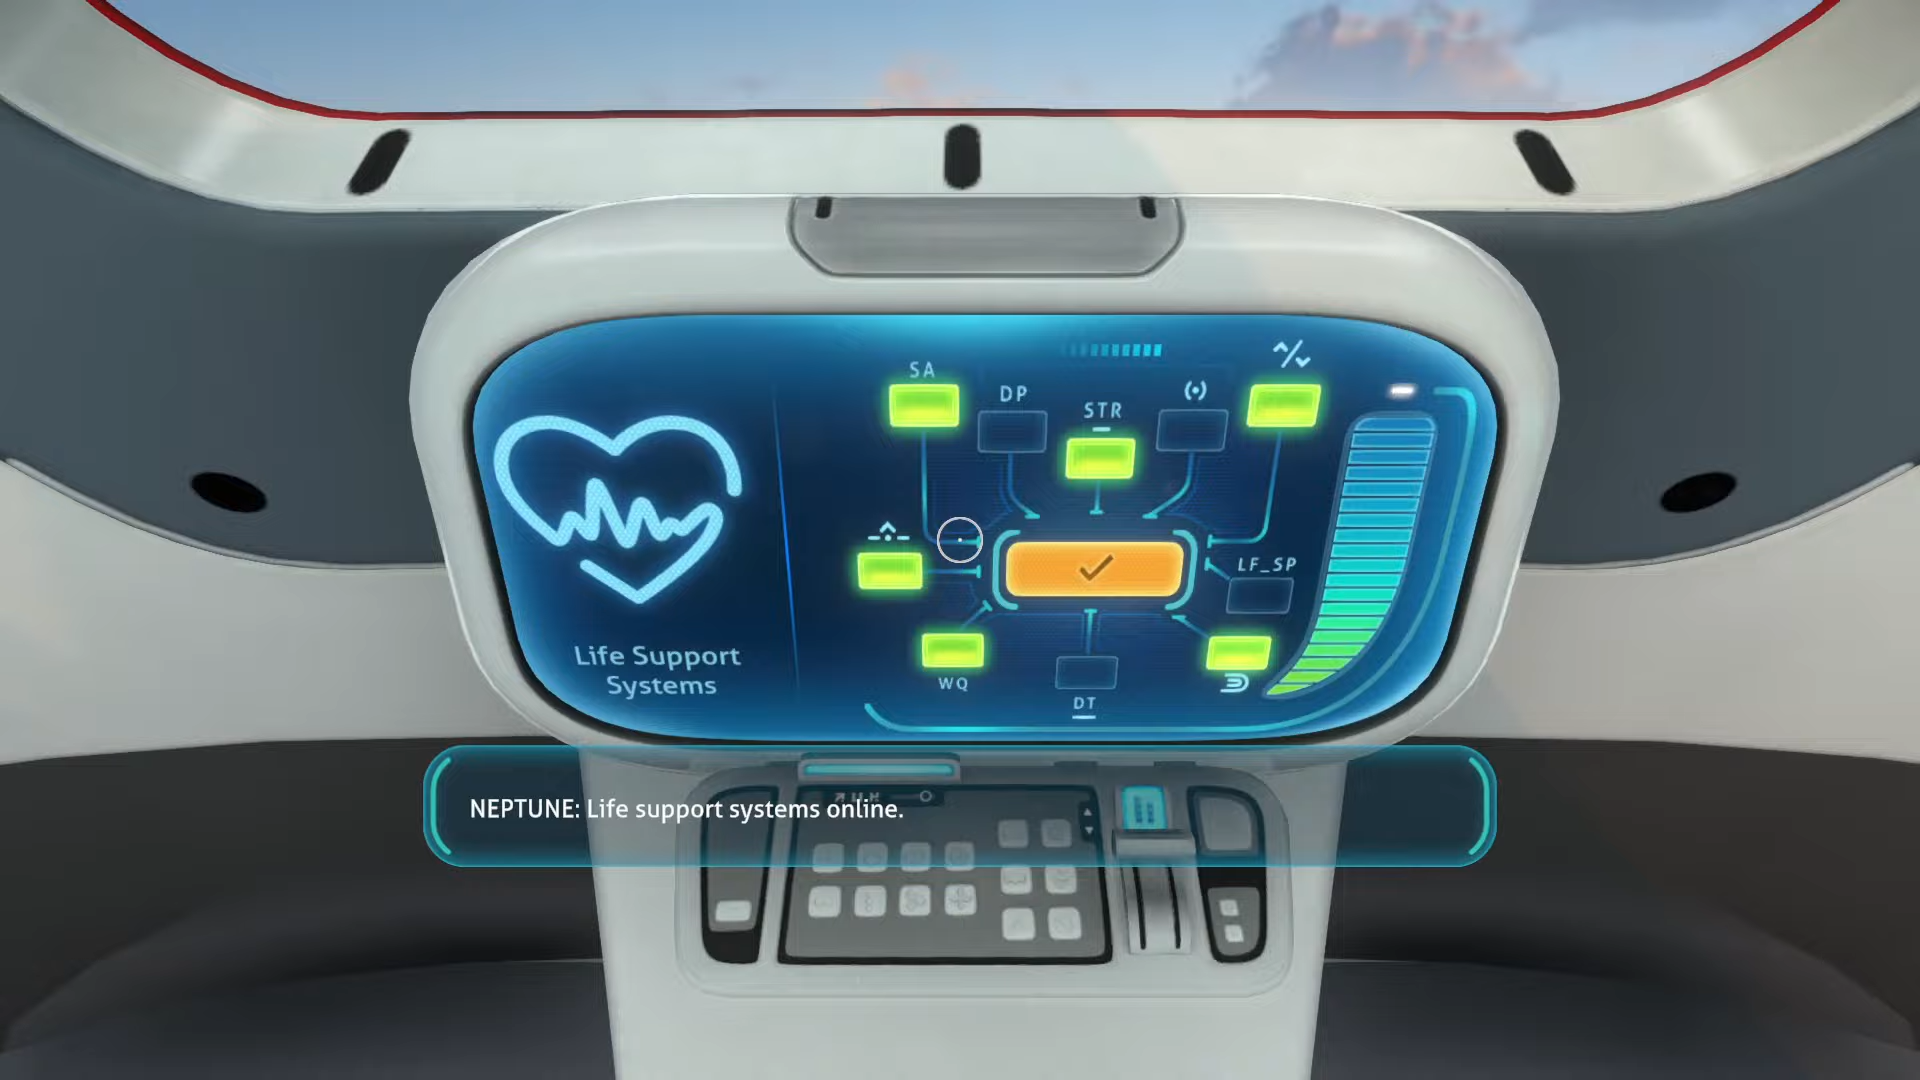 SA
DP
STR
LF_SP
WQ
DT
Life Support
Systems
NEPTUNE: Life support systems online.